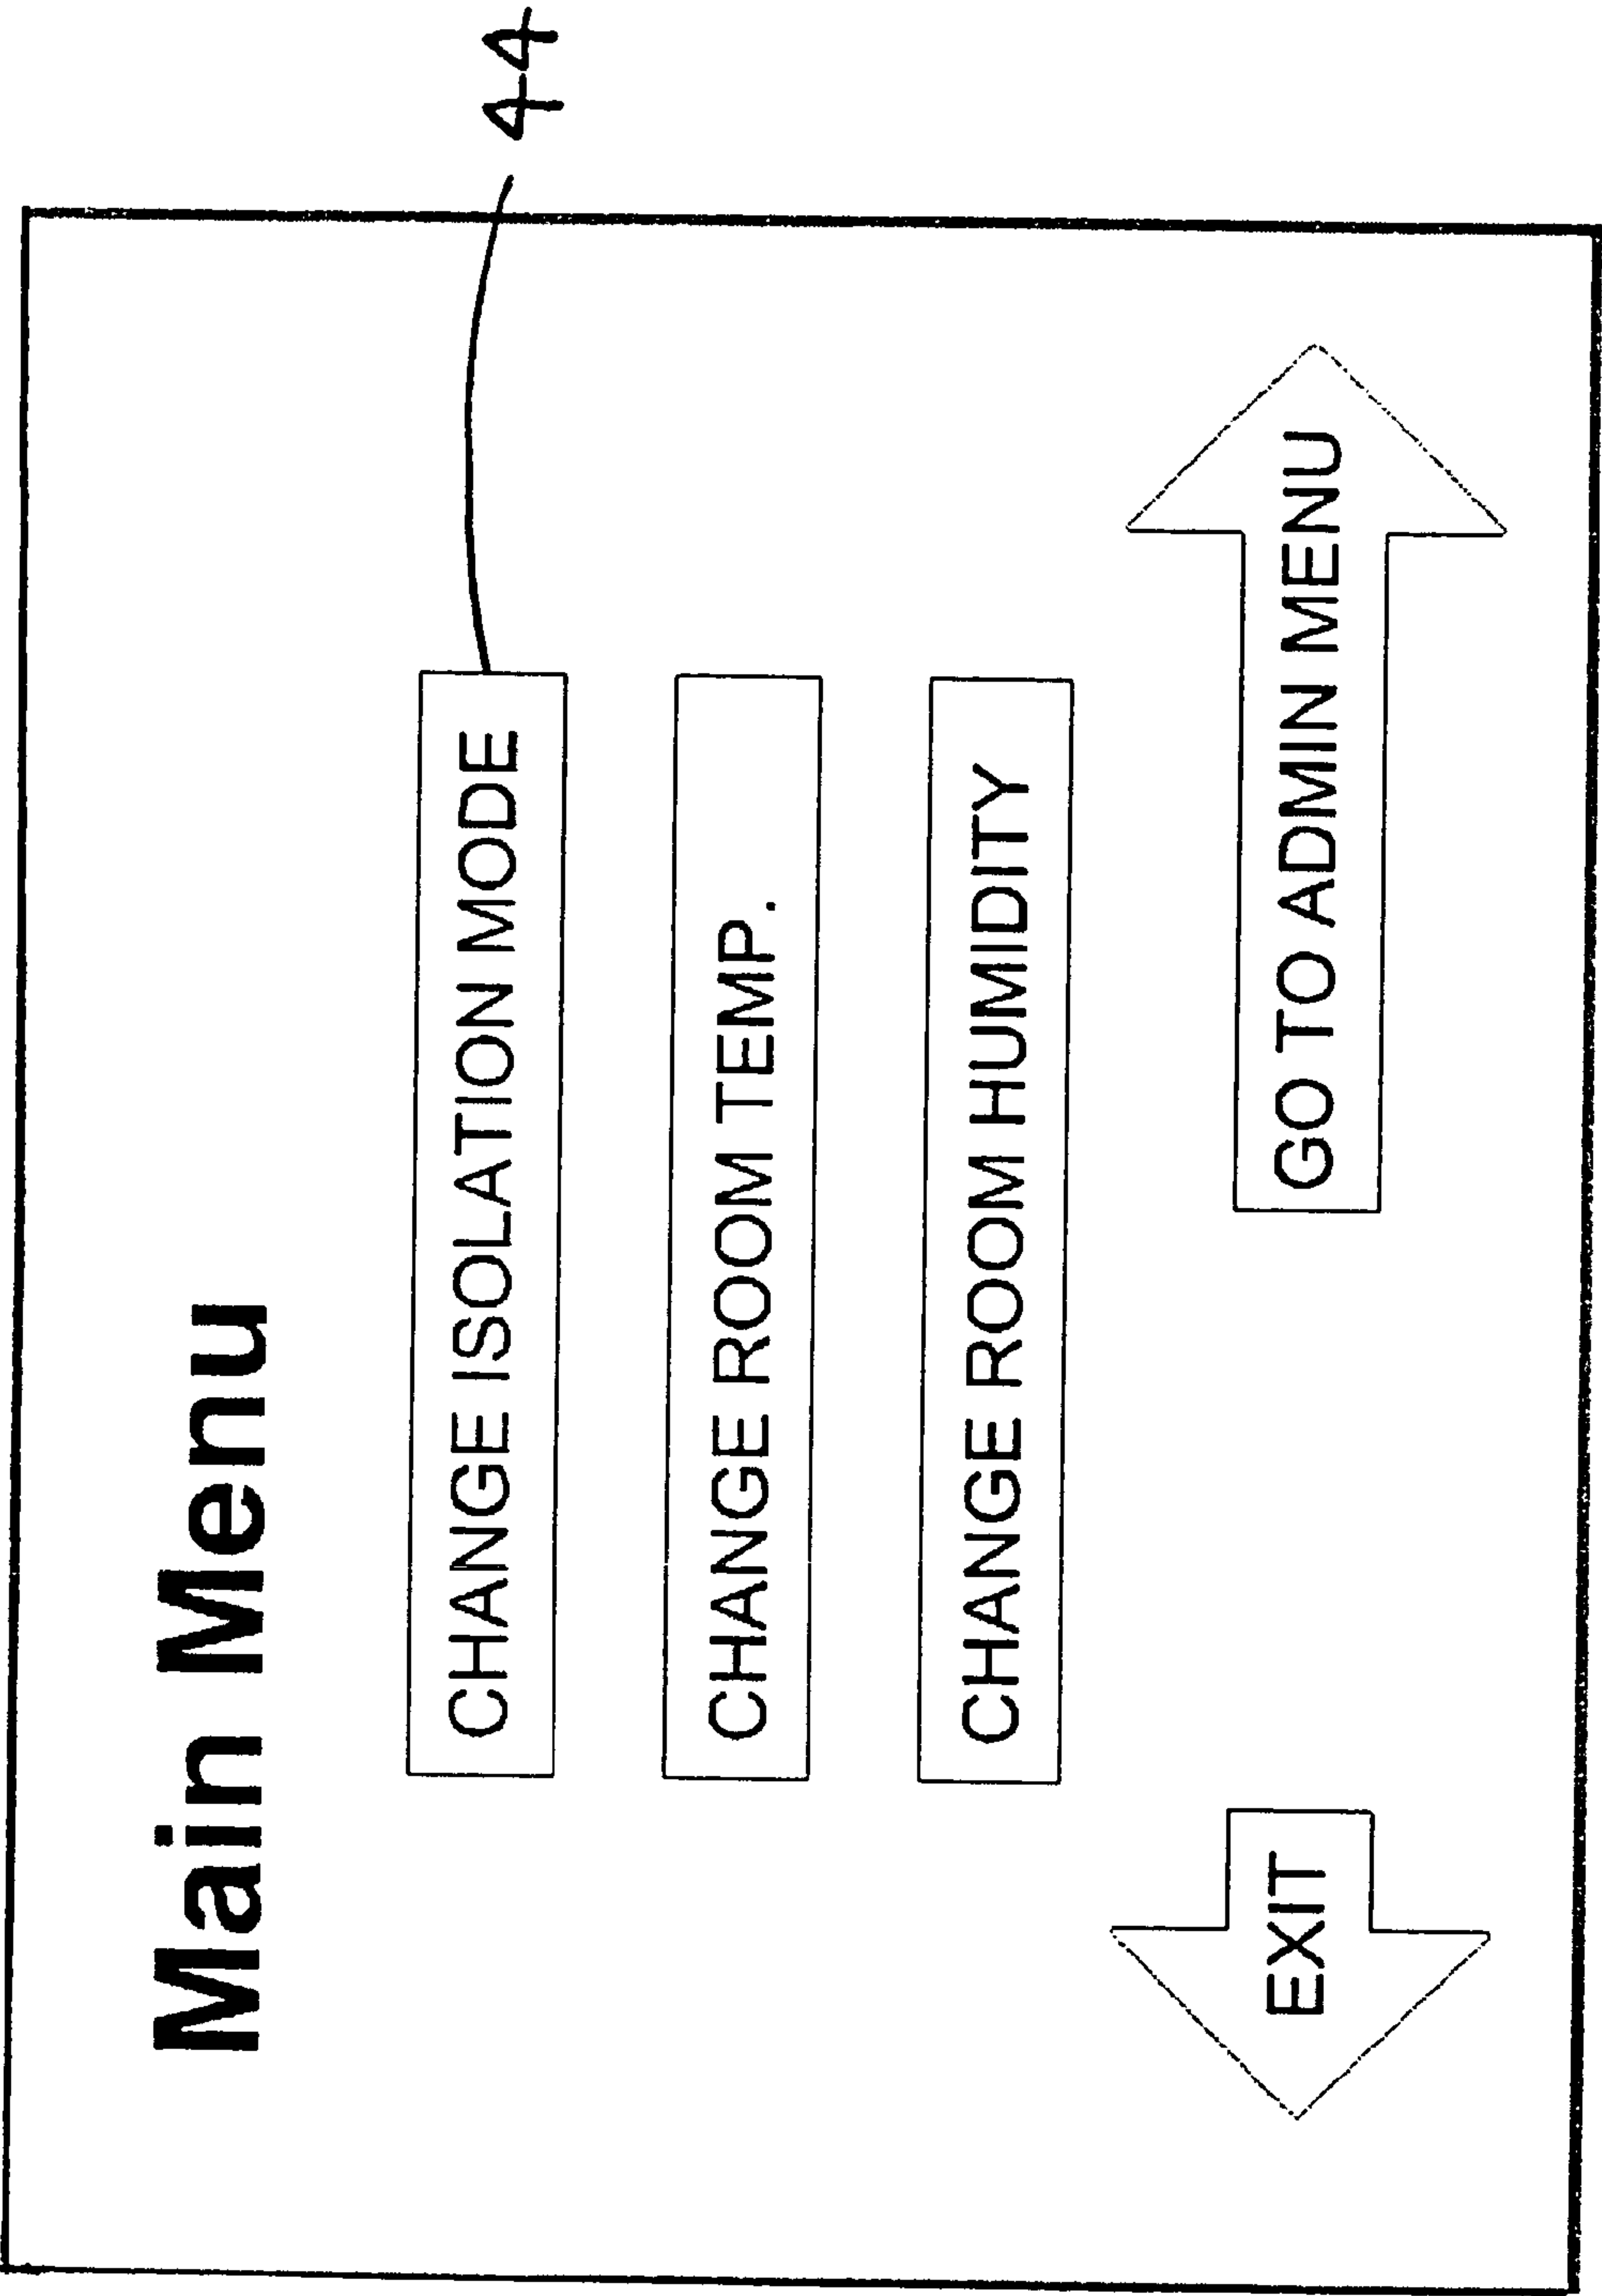 Main Menu
CHANGE ISOLATION MODE
44
CHANGE ROOM TEMP.
CHANGE ROOM HUMIDITY
EXIT
GO TO ADMIN MENU